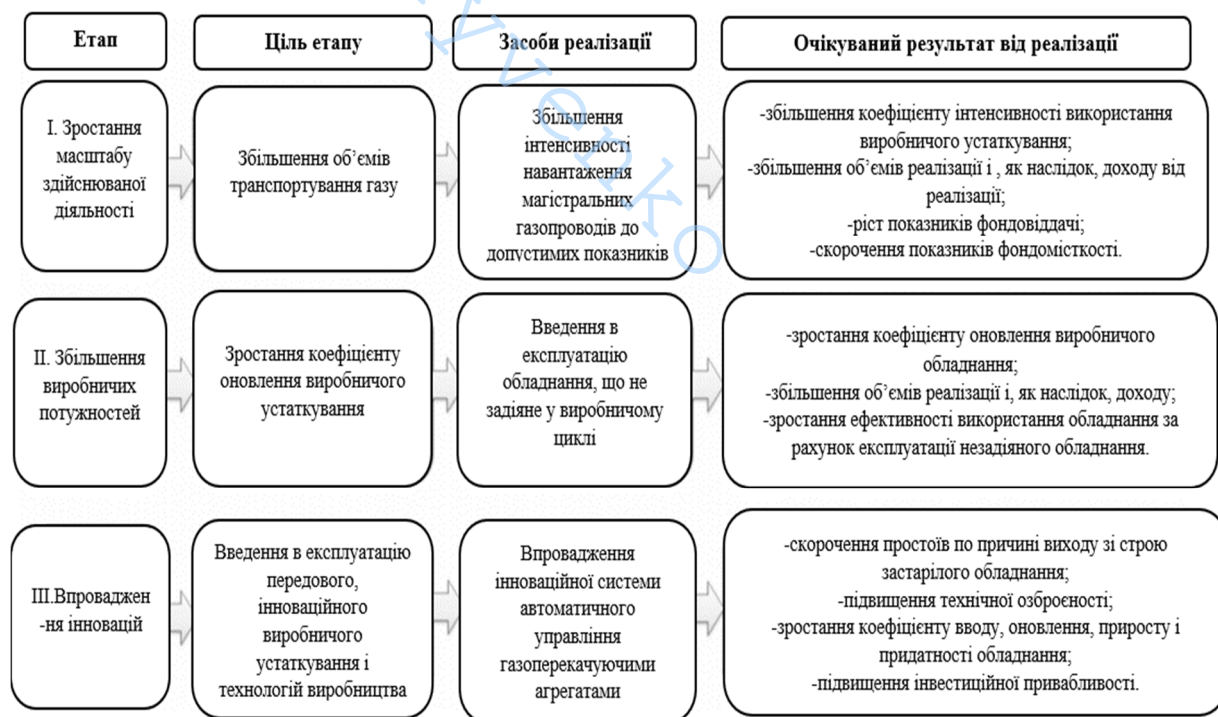 Етап
Ціль етапу
Засоби реалізації
Очікуваний результат від реалізації
І. Зростання
масштабу
здійснюваної
діяльності
Збільшення об’ємів
транспортування газу
Збільшення
інтенсивності
навантаження
магістральних
газопроводів до
допустимих показників
-збільшення коефіцієнту інтенсивності використання
виробничого устаткування;
-збільшення об’ємів реалізації і , як наслідок, доходу від
реалізації;
-ріст показників фондовіддачі;
-скорочення показників фондомісткості.
ІІ. Збільшення
виробничих
потужностей
Зростання коефіцієнту
оновлення виробничого
устаткування
Введення в
експлуатацію
обладнання, що не
задіяне у виробничому
циклі
-зростання коефіцієнту оновлення виробничого
обладнання;
-збільшення об’ємів реалізації і, як наслідок, доходу;
-зростання ефективності використання обладнання за
рахунок експлуатації незадіяного обладнання.
ІІІ.Впроваджен
-ня інновацій
Введення в експлуатацію
передового,
інноваційного
виробничого
устаткування і
технологій виробництва
Впровадження
інноваційної системи
автоматичного
управління
газоперекачуючими
агрегатами
-скорочення простоїв по причині виходу зі строю
застарілого обладнання;
-підвищення технічної озброєності;
-зростання коефіцієнту вводу, оновлення, приросту і
придатності обладнання;
-підвищення інвестиційної привабливості.